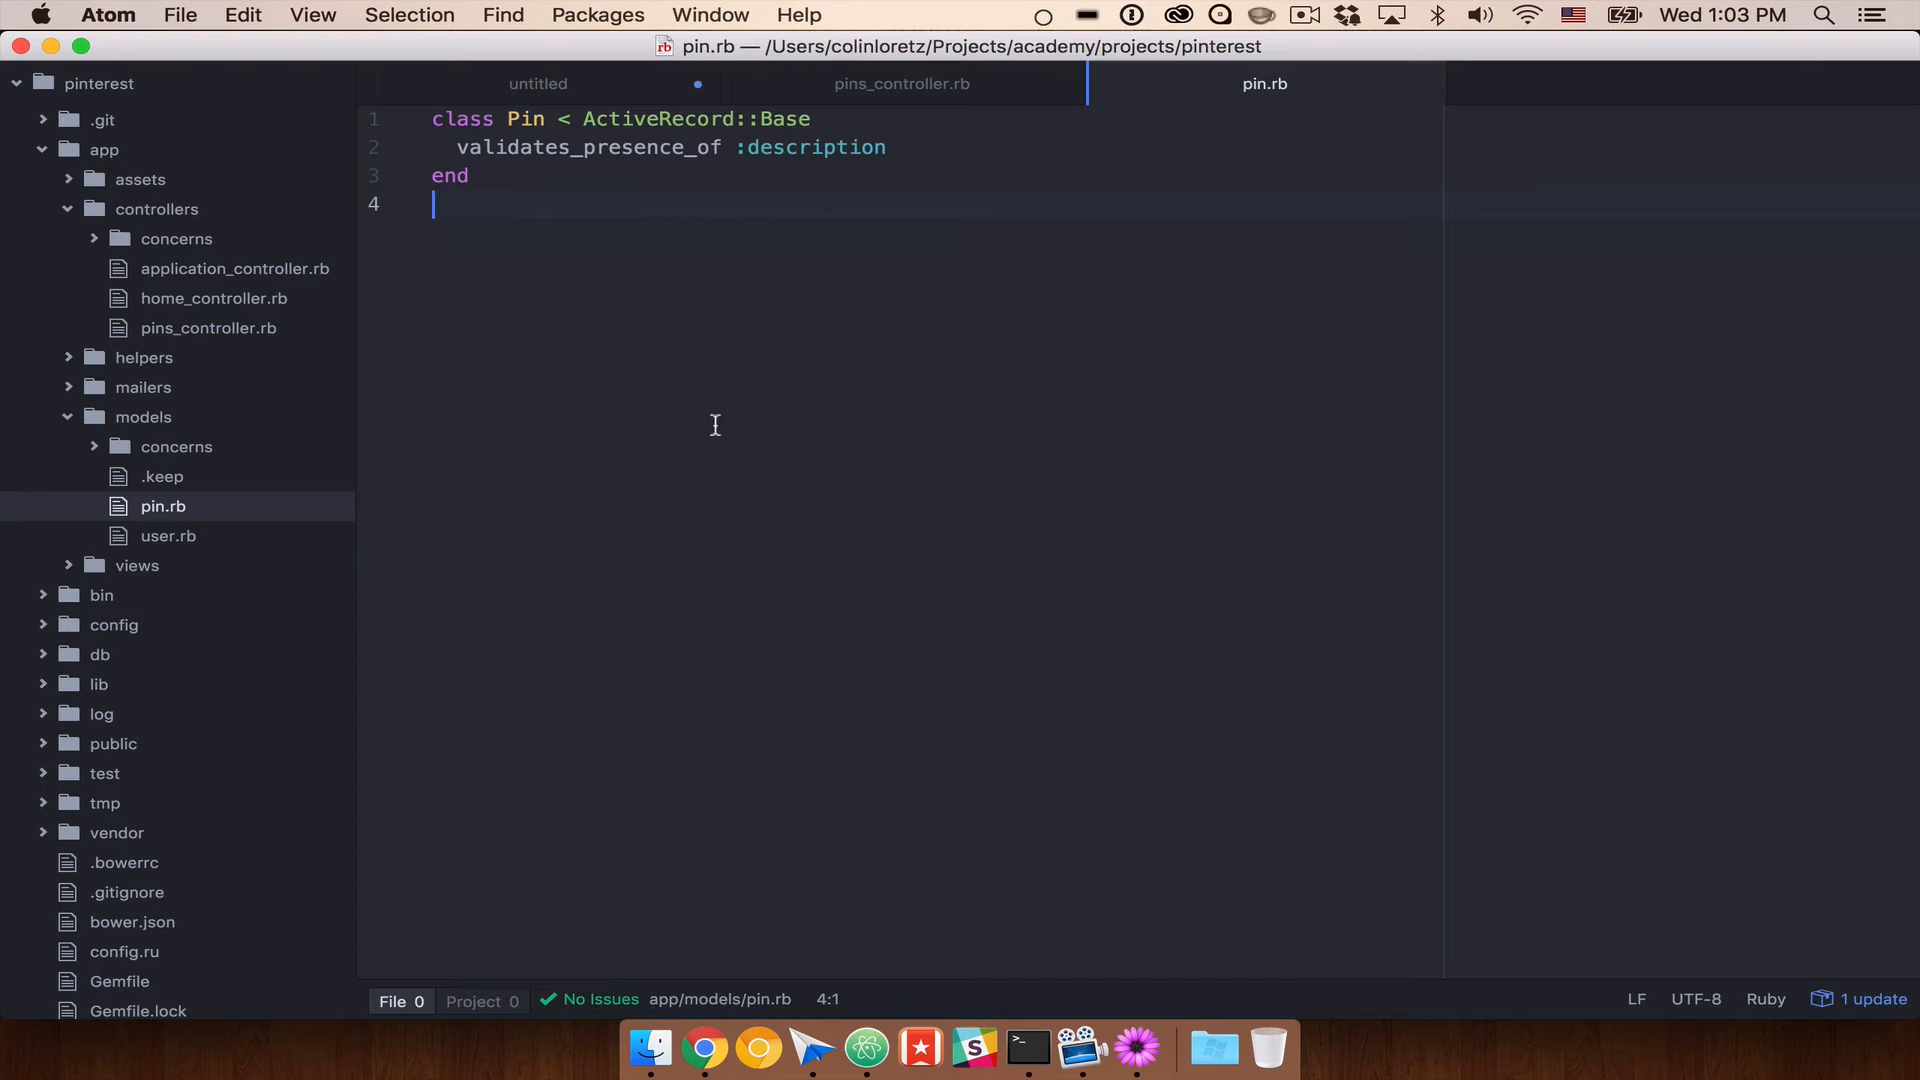 Atom File Edit View Selection Find Packages Window Help Wed 1:03 PM
pin.rb — /Users/colinloretz/Projects/academy/projects/pinterest
pinterest
.git
app
assets
controllers
concerns
application_controller.rb
home_controller.rb
pins_controller.rb
helpers
mailers
models
concerns
.keep
pin.rb
user.rb
views
bin
config
db
lib
log
public
test
tmp
vendor
.bowerrc
.gitignore
bower.json
config.ru
Gemfile
Gemfile.lock
untitled pins_controller.rb pin.rb
1 class Pin < ActiveRecord::Base
2 validates_presence_of :description
3 end
4
File 0 Project 0 No Issues app/models/pin.rb 4:1 LF UTF-8 Ruby 1 update